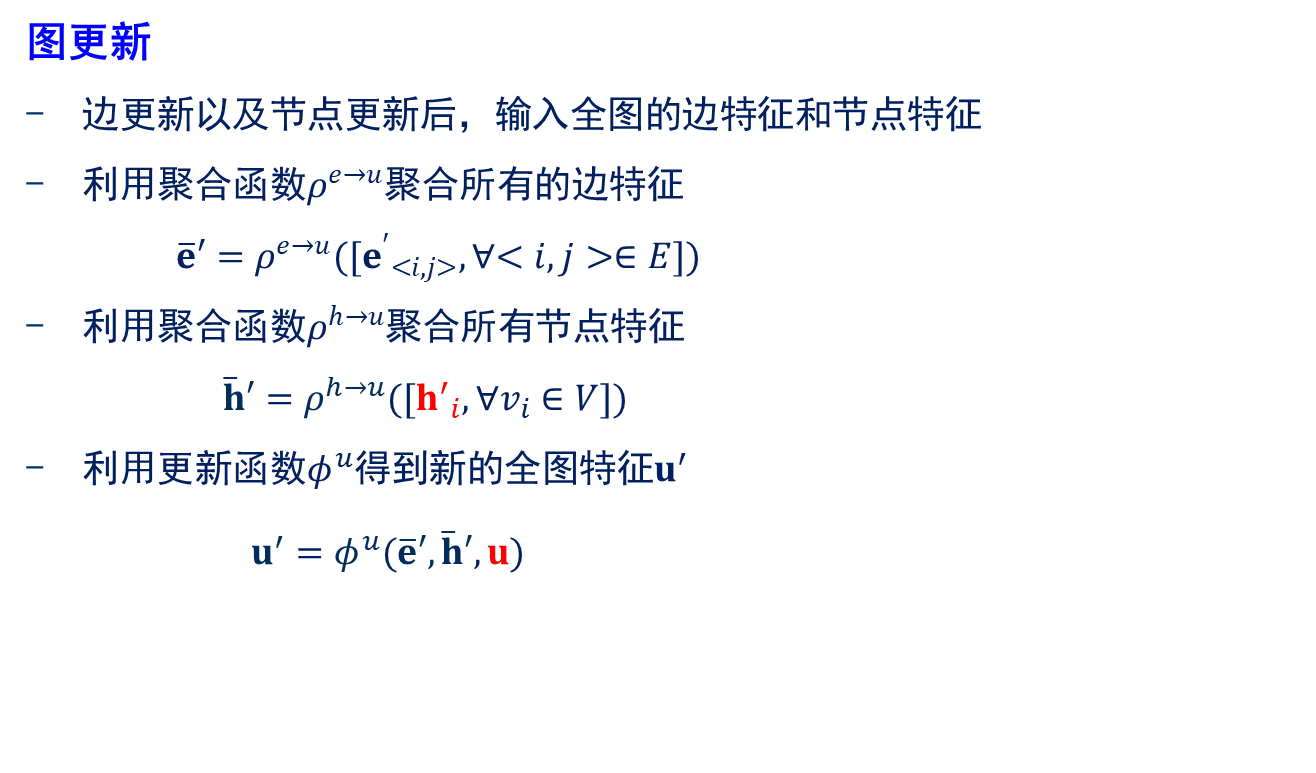 图更新
– 边更新以及节点更新后，输入全图的边特征和节点特征
– 利用聚合函数𝜌^{𝑒→𝑢}聚合所有的边特征
𝐞̅′ = 𝜌^{𝑒→𝑢}([𝐞′_{<𝑖,𝑗>}, ∀< 𝑖, 𝑗 >∈ 𝐸])
– 利用聚合函数𝜌^{ℎ→𝑢}聚合所有节点特征
𝐡̅′ = 𝜌^{ℎ→𝑢}([𝐡′_𝑖, ∀𝑣_𝑖 ∈ 𝑉])
– 利用更新函数𝜙^𝑢得到新的全图特征𝐮′
𝐮′ = 𝜙^𝑢(𝐞̅′, 𝐡̅′, 𝐮)